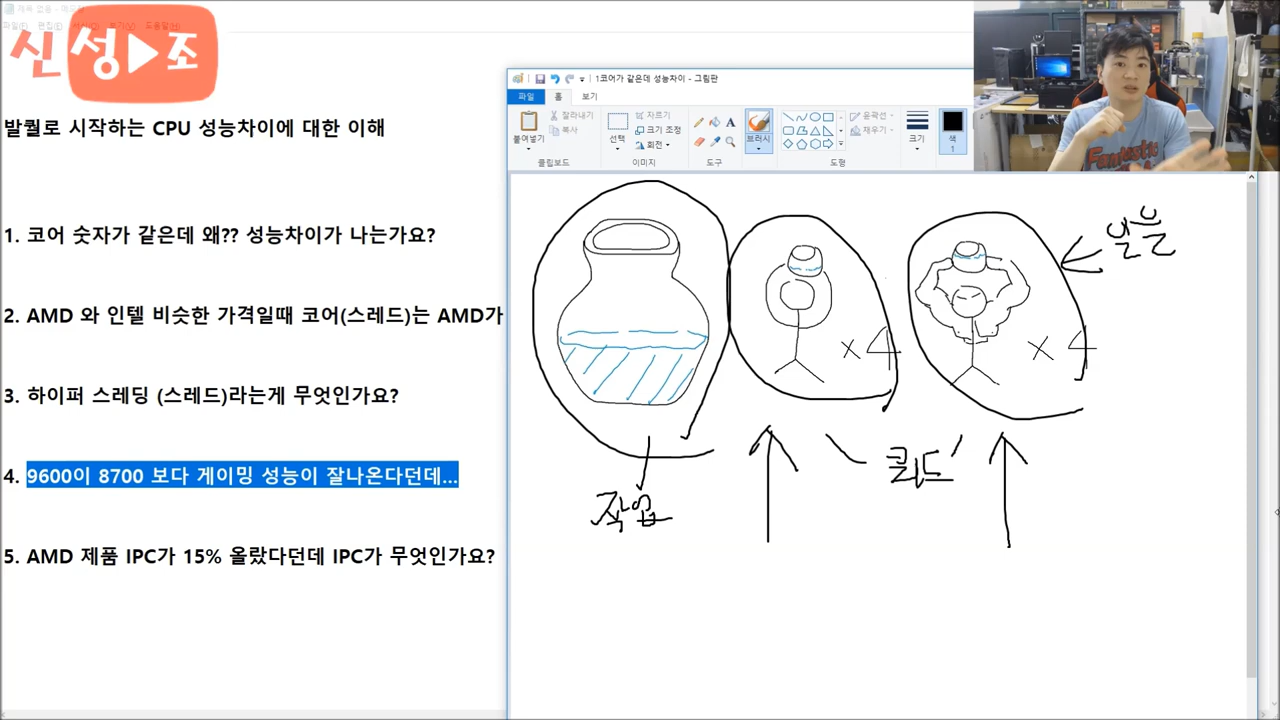 신성조
발퀄로 시작하는 CPU 성능차이에 대한 이해
1. 코어 숫자가 같은데 왜?? 성능차이가 나는가요?
2. AMD 와 인텔 비슷한 가격일때 코어(스레드)는 AMD가
3. 하이퍼 스레딩 (스레드)라는게 무엇인가요?
4. 9600이 8700 보다 게이밍 성능이 잘나온다던데...
5. AMD 제품 IPC가 15% 올랐다던데 IPC가 무엇인가요?
1코어가 같은데 성능차이 - 그림판
파일 홈 보기
붙여넣기
잘라내기
복사
클립보드
선택
자르기
크기 조정
회전
이미지
도구
브러시
윤곽선
채우기
도형
크기
색
1
x 4
x 4
작업
쿼드
Fantastic